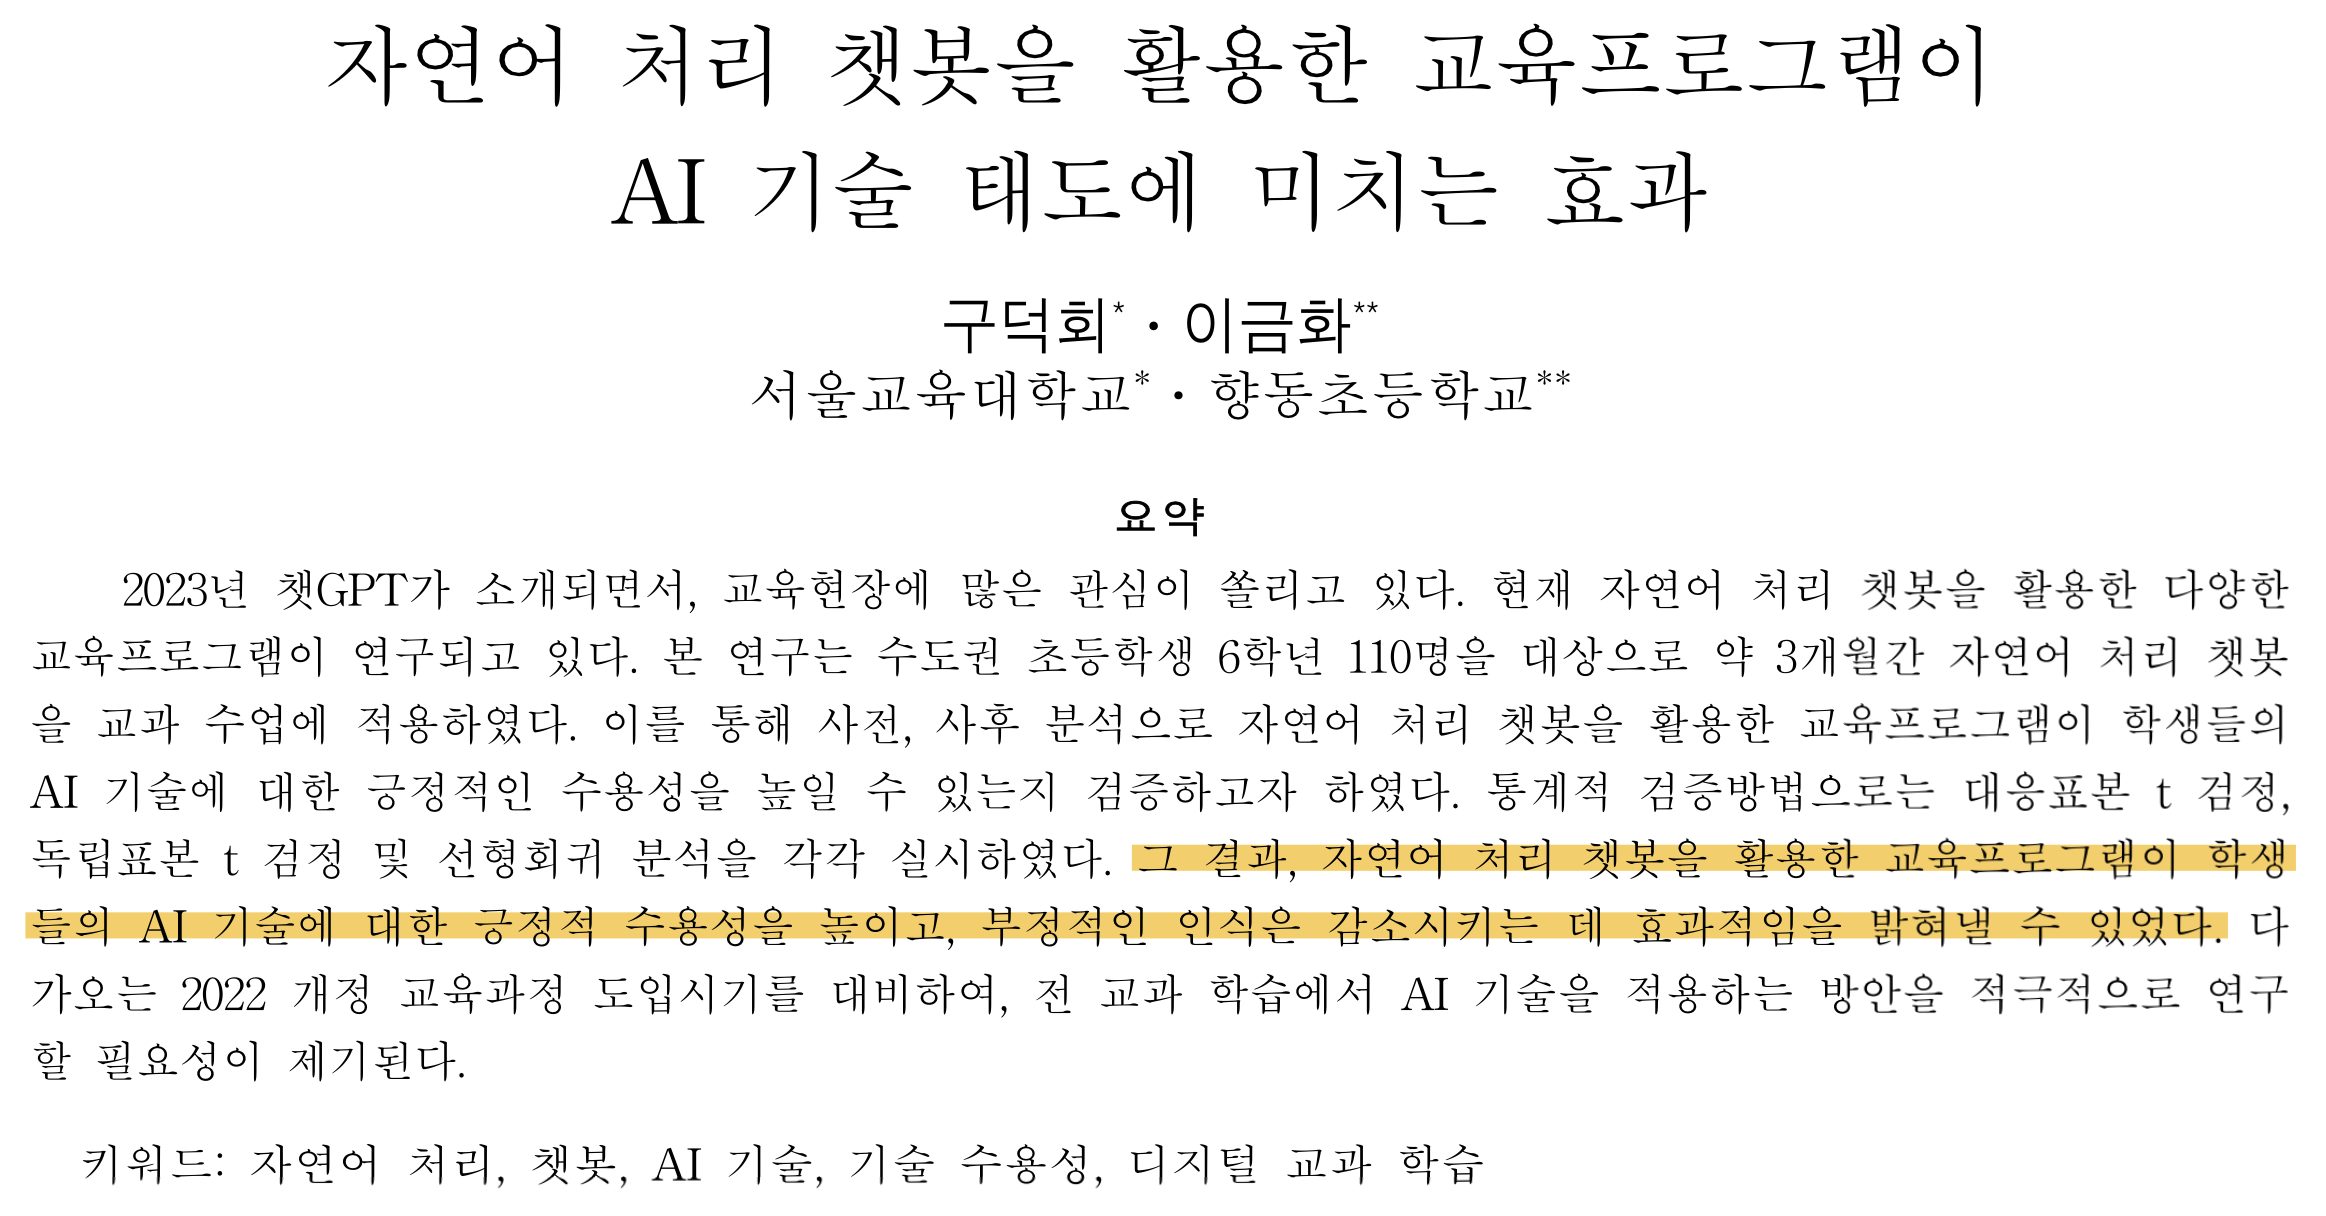 자연어 처리 챗봇을 활용한 교육프로그램이
AI 기술 태도에 미치는 효과
구덕회*·이금화**
서울교육대학교*·향동초등학교**
요약
2023년 챗GPT가 소개되면서, 교육현장에 많은 관심이 쏠리고 있다. 현재 자연어 처리 챗봇을 활용한 다양한
교육프로그램이 연구되고 있다. 본 연구는 수도권 초등학생 6학년 110명을 대상으로 약 3개월간 자연어 처리 챗봇
을 교과 수업에 적용하였다. 이를 통해 사전, 사후 분석으로 자연어 처리 챗봇을 활용한 교육프로그램이 학생들의
AI 기술에 대한 긍정적인 수용성을 높일 수 있는지 검증하고자 하였다. 통계적 검증방법으로는 대응표본 t 검정,
독립표본 t 검정 및 선형회귀 분석을 각각 실시하였다. 그 결과, 자연어 처리 챗봇을 활용한 교육프로그램이 학생
들의 AI 기술에 대한 긍정적 수용성을 높이고, 부정적인 인식은 감소시키는 데 효과적임을 밝혀낼 수 있었다. 다
가오는 2022 개정 교육과정 도입시기를 대비하여, 전 교과 학습에서 AI 기술을 적용하는 방안을 적극적으로 연구
할 필요성이 제기된다.
키워드: 자연어 처리, 챗봇, AI 기술, 기술 수용성, 디지털 교과 학습